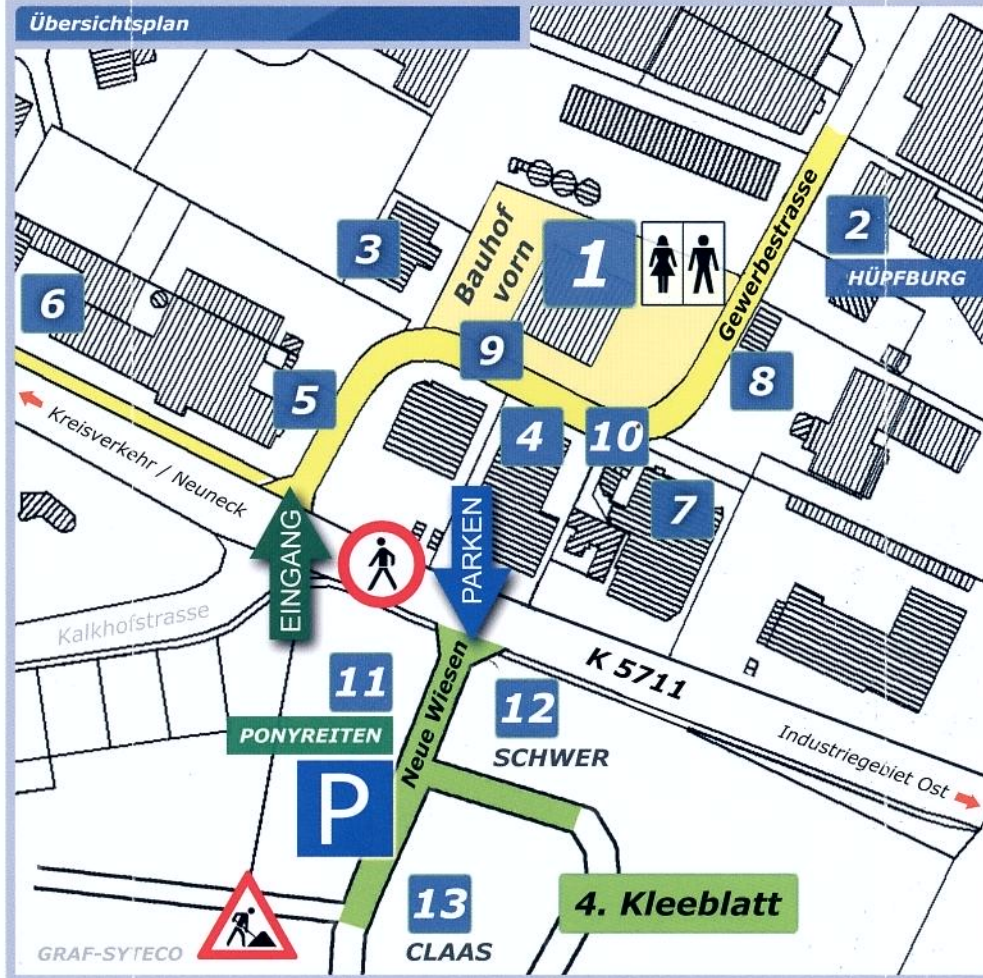 Übersichtsplan
Bauhof
vorn
1
2
HÜPFBURG
3
Gewerbestrasse
6
9
8
5
4
10
7
Kreisverkehr / Neuneck
EINGANG
PARKEN
Kalkhofstrasse
K 5711
11
PONYREITEN
Neue Wiesen
12
SCHWER
Industriegebiet Ost
P
13
CLAAS
4. Kleeblatt
GRAF-SYTECO